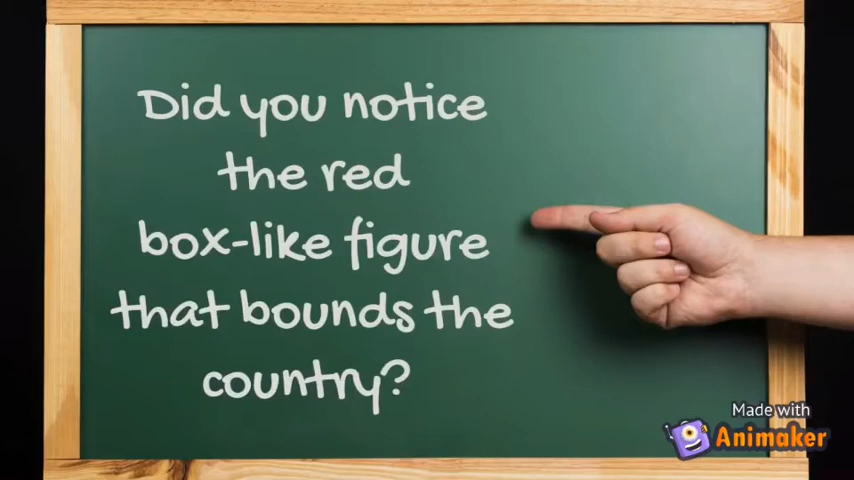 Did you notice
the red
box-like figure
that bounds the
country?
Made with
Animaker